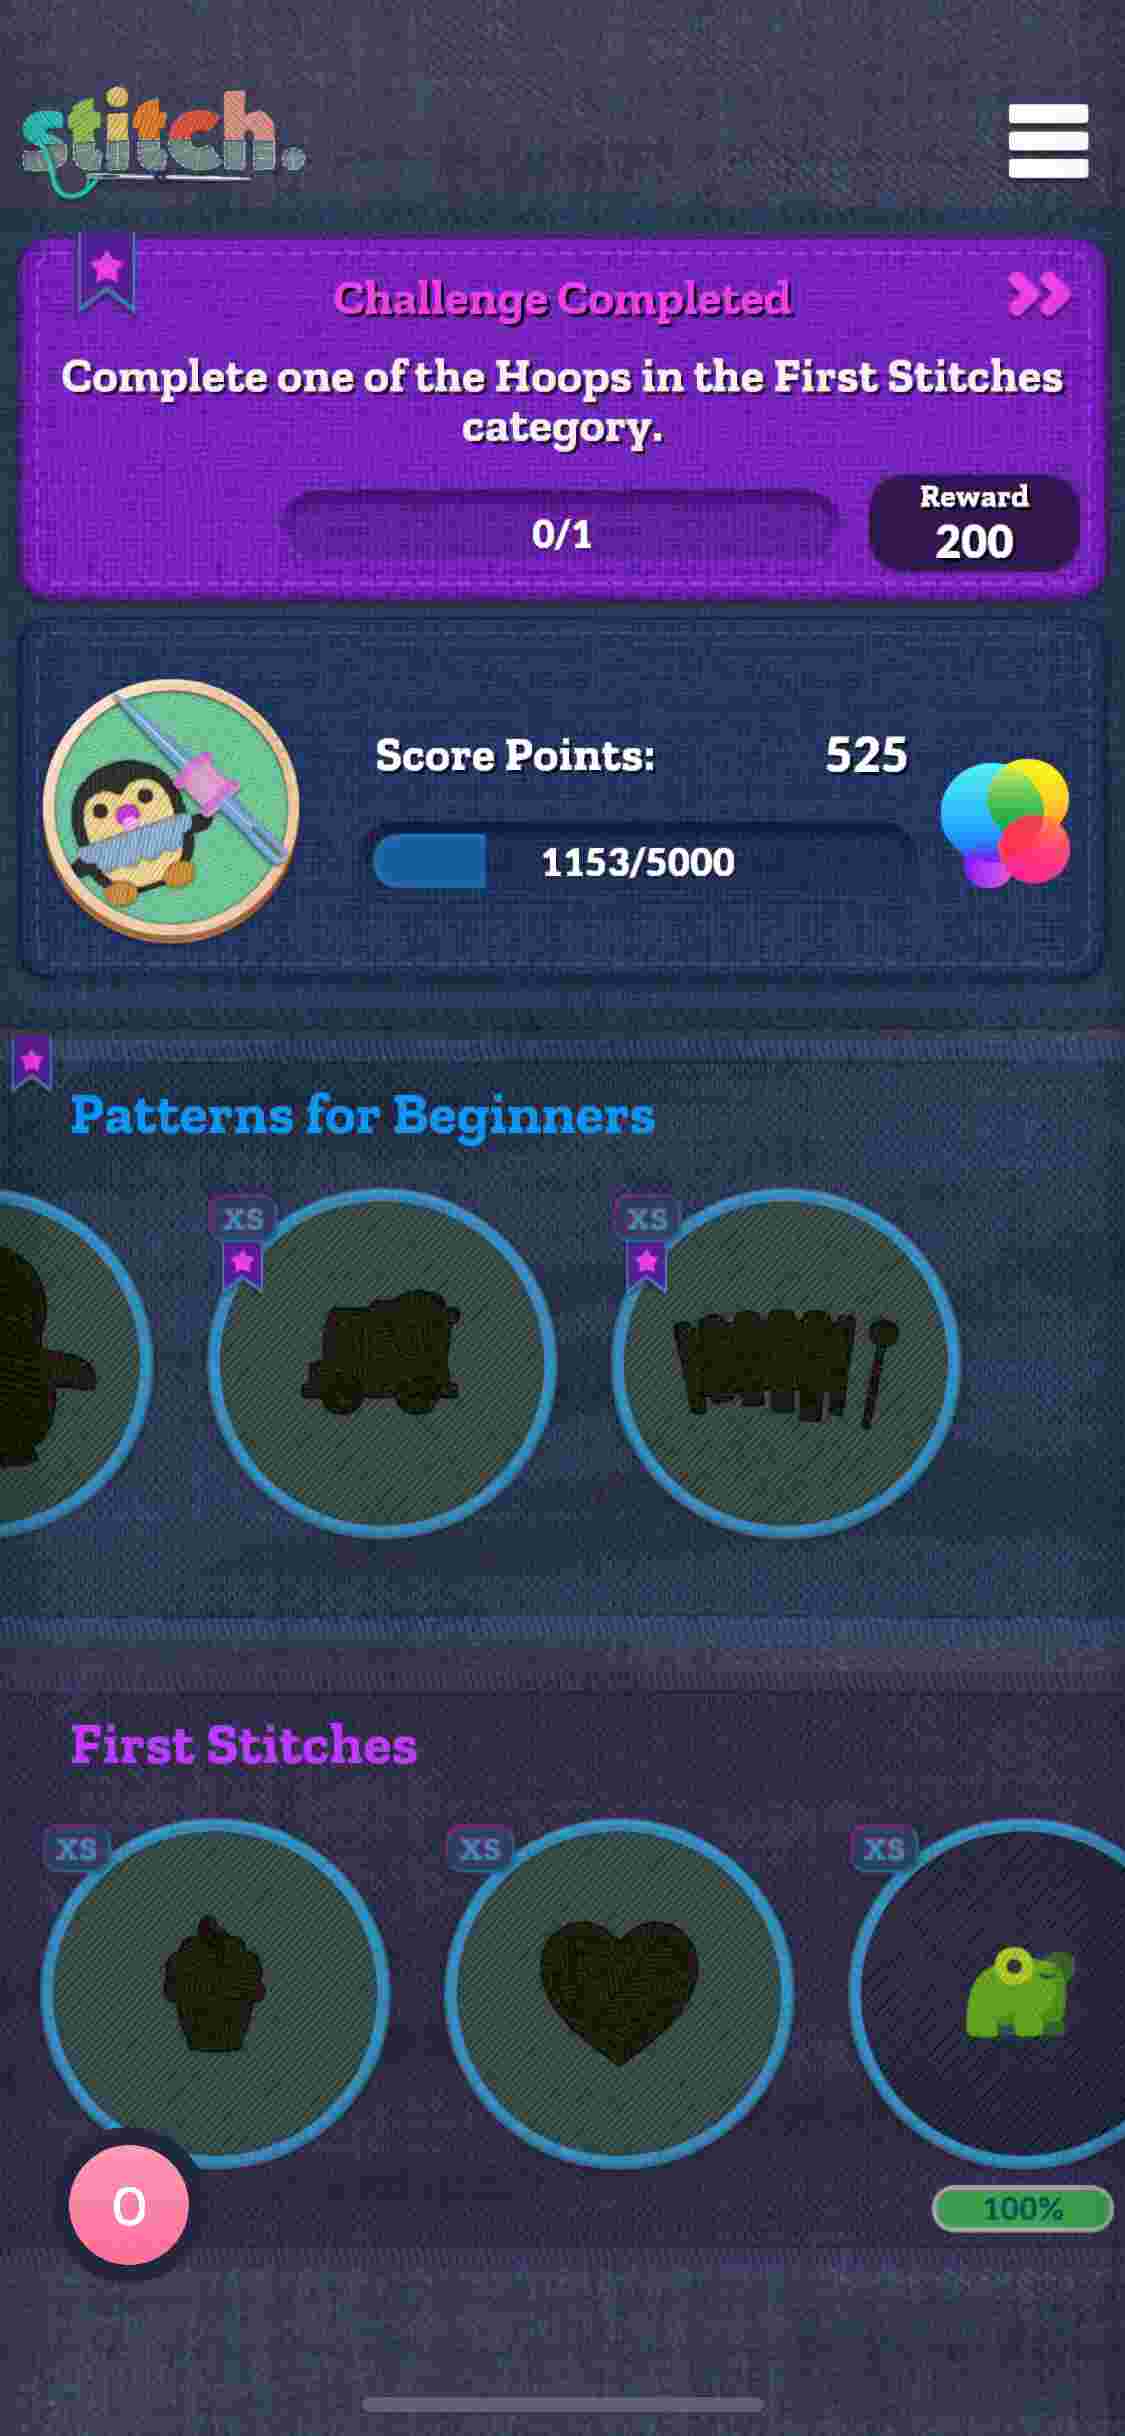 stitch.
Challenge Completed
Complete one of the Hoops in the First Stitches
category.
0/1
Reward
200
Score Points:
525
1153/5000
Patterns for Beginners
XS
XS
First Stitches
XS
XS
XS
100%
0